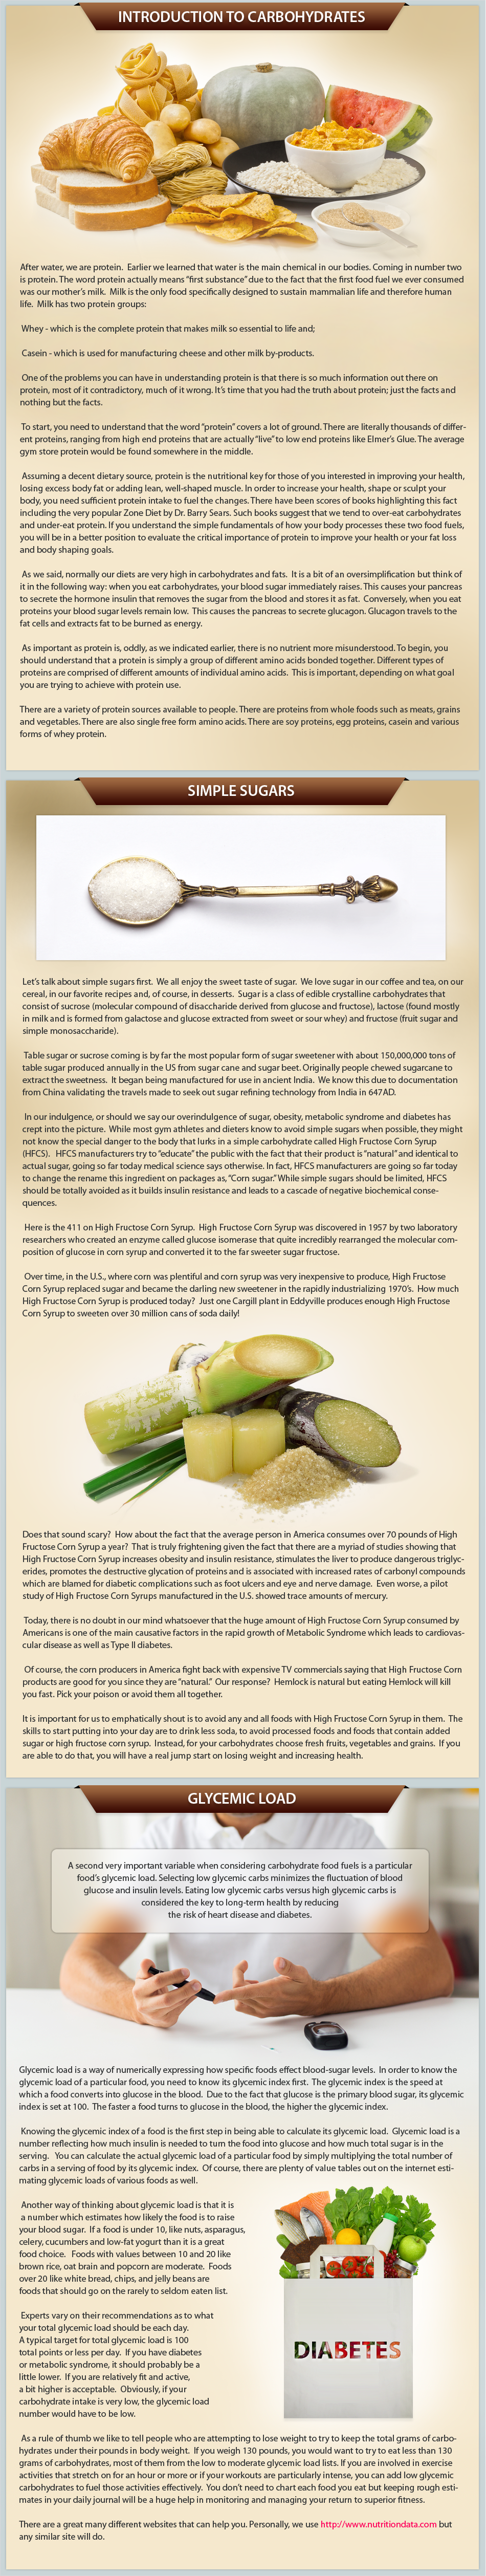 INTRODUCTION TO CARBOHYDRATES
After water, we are protein. Earlier we learned that water is the main chemical in our bodies. Coming in number two
is protein. The word protein actually means "first substance" due to the fact that the first food fuel we ever consumed
was our mother's milk. Milk is the only food specifically designed to sustain mammalian life and therefore human
life. Milk has two protein groups:
Whey - which is the complete protein that makes milk so essential to life and;
Casein - which is used for manufacturing cheese and other milk by-products.
One of the problems you can have in understanding protein is that there is so much information out there on
protein, most of it contradictory, much of it wrong. It's time that you had the truth about protein; just the facts and
nothing but the facts.
To start, you need to understand that the word "protein" covers a lot of ground. There are literally thousands of differ-
ent proteins, ranging from high end proteins that are actually "live" to low end proteins like Elmer's Glue. The average
gym store protein would be found somewhere in the middle.
Assuming a decent dietary source, protein is the nutritional key for those of you interested in improving your health,
losing excess body fat or adding lean, well-shaped muscle. In order to increase your health, shape or sculpt your
body, you need sufficient protein intake to fuel the changes. There have been scores of books highlighting this fact
including the very popular Zone Diet by Dr. Barry Sears. Such books suggest that we tend to over-eat carbohydrates
and under-eat protein. If you understand the simple fundamentals of how your body processes these two food fuels,
you will be in a better position to evaluate the critical importance of protein to improve your health or your fat loss
and body shaping goals.
As we said, normally our diets are very high in carbohydrates and fats. It is a bit of an oversimplification but think of
it in the following way: when you eat carbohydrates, your blood sugar immediately raises. This causes your pancreas
to secrete the hormone insulin that removes the sugar from the blood and stores it as fat. Conversely, when you eat
proteins your blood sugar levels remain low. This causes the pancreas to secrete glucagon. Glucagon travels to the
fat cells and extracts fat to be burned as energy.
As important as protein is, oddly, as we indicated earlier, there is no nutrient more misunderstood. To begin, you
should understand that a protein is simply a group of different amino acids bonded together. Different types of
proteins are comprised of different amounts of individual amino acids. This is important, depending on what goal
you are trying to achieve with protein use.
There are a variety of protein sources available to people. There are proteins from whole foods such as meats, grains
and vegetables. There are also single free form amino acids. There are soy proteins, egg proteins, casein and various
forms of whey protein.
SIMPLE SUGARS
Let's talk about simple sugars first. We all enjoy the sweet taste of sugar. We love sugar in our coffee and tea, on our
cereal, in our favorite recipes and, of course, in desserts. Sugar is a class of edible crystalline carbohydrates that
consist of sucrose (molecular compound of disaccharide derived from glucose and fructose), lactose (found mostly
in milk and is formed from galactose and glucose extracted from sweet or sour whey) and fructose (fruit sugar and
simple monosaccharide).
Table sugar or sucrose coming is by far the most popular form of sugar sweetener with about 150,000,000 tons of
table sugar produced annually in the US from sugar cane and sugar beet. Originally people chewed sugarcane to
extract the sweetness. It began being manufactured for use in ancient India. We know this due to documentation
from China validating the travels made to seek out sugar refining technology from India in 647AD.
In our indulgence, or should we say our overindulgence of sugar, obesity, metabolic syndrome and diabetes has
crept into the picture. While most gym athletes and dieters know to avoid simple sugars when possible, they might
not know the special danger to the body that lurks in a simple carbohydrate called High Fructose Corn Syrup
(HFCS). HFCS manufacturers try to "educate" the public with the fact that their product is "natural" and identical to
actual sugar, going so far today medical science says otherwise. In fact, HFCS manufacturers are going so far today
to change the rename this ingredient on packages as, "Corn sugar." While simple sugars should be limited, HFCS
should be totally avoided as it builds insulin resistance and leads to a cascade of negative biochemical conse-
quences.
Here is the 411 on High Fructose Corn Syrup. High Fructose Corn Syrup was discovered in 1957 by two laboratory
researchers who created an enzyme called glucose isomerase that quite incredibly rearranged the molecular com-
position of glucose in corn syrup and converted it to the far sweeter sugar fructose.
Over time, in the U.S., where corn was plentiful and corn syrup was very inexpensive to produce, High Fructose
Corn Syrup replaced sugar and became the darling new sweetener in the rapidly industrializing 1970's. How much
High Fructose Corn Syrup is produced today? Just one Cargill plant in Eddyville produces enough High Fructose
Corn Syrup to sweeten over 30 million cans of soda daily!
Does that sound scary? How about the fact that the average person in America consumes over 70 pounds of High
Fructose Corn Syrup a year? That is truly frightening given the fact that there are a myriad of studies showing that
High Fructose Corn Syrup increases obesity and insulin resistance, stimulates the liver to produce dangerous triglyc-
erides, promotes the destructive glycation of proteins and is associated with increased rates of carbonyl compounds
which are blamed for diabetic complications such as foot ulcers and eye and nerve damage. Even worse, a pilot
study of High Fructose Corn Syrups manufactured in the U.S. showed trace amounts of mercury.
Today, there is no doubt in our mind whatsoever that the huge amount of High Fructose Corn Syrup consumed by
Americans is one of the main causative factors in the rapid growth of Metabolic Syndrome which leads to cardiovas-
cular disease as well as Type II diabetes.
Of course, the corn producers in America fight back with expensive TV commercials saying that High Fructose Corn
products are good for you since they are "natural." Our response? Hemlock is natural but eating Hemlock will kill
you fast. Pick your poison or avoid them all together.
It is important for us to emphatically shout is to avoid any and all foods with High Fructose Corn Syrup in them. The
skills to start putting into your day are to drink less soda, to avoid processed foods and foods that contain added
sugar or high fructose corn syrup. Instead, for your carbohydrates choose fresh fruits, vegetables and grains. If you
are able to do that, you will have a real jump start on losing weight and increasing health.
GLYCEMIC LOAD
A second very important variable when considering carbohydrate food fuels is a particular
food's glycemic load. Selecting low glycemic carbs minimizes the fluctuation of blood
glucose and insulin levels. Eating low glycemic carbs versus high glycemic carbs is
considered the key to long-term health by reducing
the risk of heart disease and diabetes.
Glycemic load is a way of numerically expressing how specific foods effect blood-sugar levels. In order to know the
glycemic load of a particular food, you need to know its glycemic index first. The glycemic index is the speed at
which a food converts into glucose in the blood. Due to the fact that glucose is the primary blood sugar, its glycemic
index is set at 100. The faster a food turns to glucose in the blood, the higher the glycemic index.
Knowing the glycemic index of a food is the first step in being able to calculate its glycemic load. Glycemic load is a
number reflecting how much insulin is needed to turn the food into glucose and how much total sugar is in the
serving. You can calculate the actual glycemic load of a particular food by simply multiplying the total number of
carbs in a serving of food by its glycemic index. Of course, there are plenty of value tables out on the internet esti-
mating glycemic loads of various foods as well.
Another way of thinking about glycemic load is that it is
a number which estimates how likely the food is to raise
your blood sugar. If a food is under 10, like nuts, asparagus,
celery, cucumbers and low-fat yogurt than it is a great
food choice. Foods with values between 10 and 20 like
brown rice, oat brain and popcorn are moderate. Foods
over 20 like white bread, chips, and jelly beans are
foods that should go on the rarely to seldom eaten list.
Experts vary on their recommendations as to what
your total glycemic load should be each day.
A typical target for total glycemic load is 100
total points or less per day. If you have diabetes
or metabolic syndrome, it should probably be a
little lower. If you are relatively fit and active,
a bit higher is acceptable. Obviously, if your
carbohydrate intake is very low, the glycemic load
number would have to be low.
DIABETES
As a rule of thumb we like to tell people who are attempting to lose weight to try to keep the total grams of carbo-
hydrates under their pounds in body weight. If you weigh 130 pounds, you would want to try to eat less than 130
grams of carbohydrates, most of them from the low to moderate glycemic load lists. If you are involved in exercise
activities that stretch on for an hour or more or if your workouts are particularly intense, you can add low glycemic
carbohydrates to fuel those activities effectively. You don't need to chart each food you eat but keeping rough esti-
mates in your daily journal will be a huge help in monitoring and managing your return to superior fitness.
There are a great many different websites that can help you. Personally, we use http://www.nutritiondata.com but
any similar site will do.